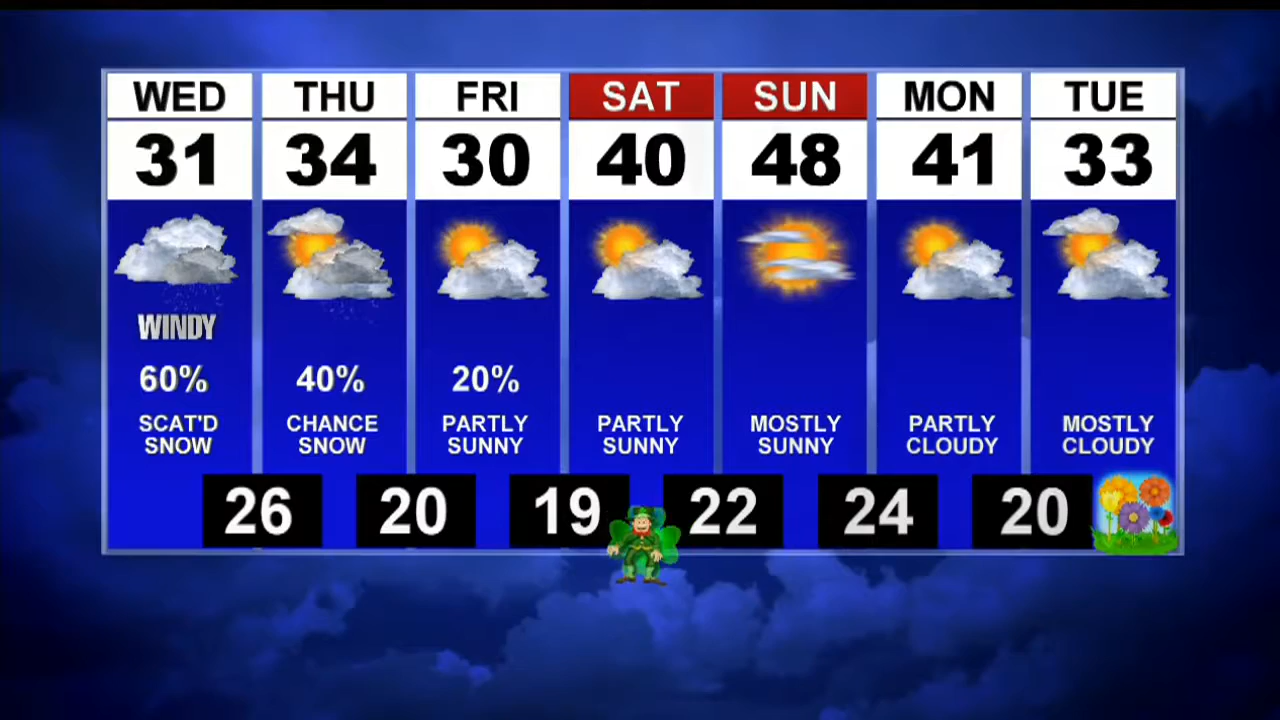 WED THU FRI SAT SUN MON TUE
31 34 30 40 48 41 33
WINDY
60% 40% 20%
SCAT'D CHANCE PARTLY PARTLY MOSTLY PARTLY MOSTLY
SNOW SNOW SUNNY SUNNY SUNNY CLOUDY CLOUDY
26 20 19 22 24 20